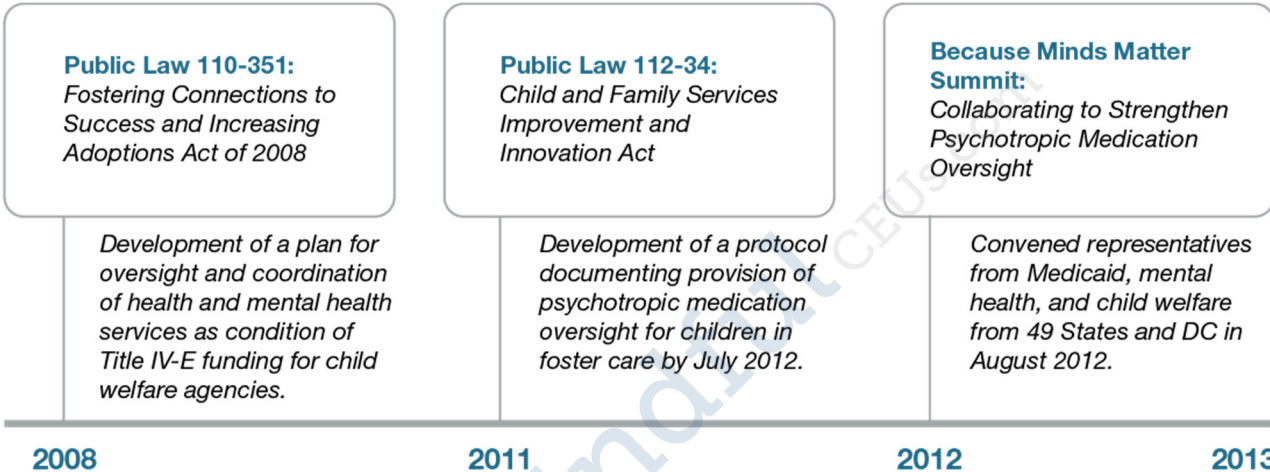 Public Law 110-351:
Fostering Connections to
Success and Increasing
Adoptions Act of 2008
Development of a plan for
oversight and coordination
of health and mental health
services as condition of
Title IV-E funding for child
welfare agencies.
2008
Public Law 112-34:
Child and Family Services
Improvement and
Innovation Act
Development of a protocol
documenting provision of
psychotropic medication
oversight for children in
foster care by July 2012.
2011
Because Minds Matter
Summit:
Collaborating to Strengthen
Psychotropic Medication
Oversight
Convened representatives
from Medicaid, mental
health, and child welfare
from 49 States and DC in
August 2012.
2012
2013
CEUs.com